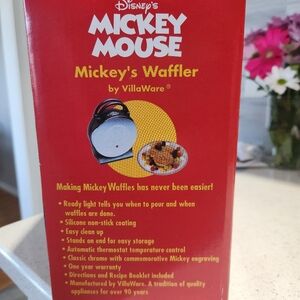 Disney's
MICKEY
MOUSE
Mickey's Waffler
by VillaWare®
Making Mickey Waffles has never been easier!
• Ready light tells you when to pour and when
waffles are done.
• Silicone non-stick coating
• Easy clean up
• Stands on end for easy storage
• Automatic thermostat temperature control
• Classic chrome with commemorative Mickey engraving
• One year warranty
• Directions and Recipe Booklet included
• Manufactured by VillaWare. A tradition of quality
appliances for over 90 years